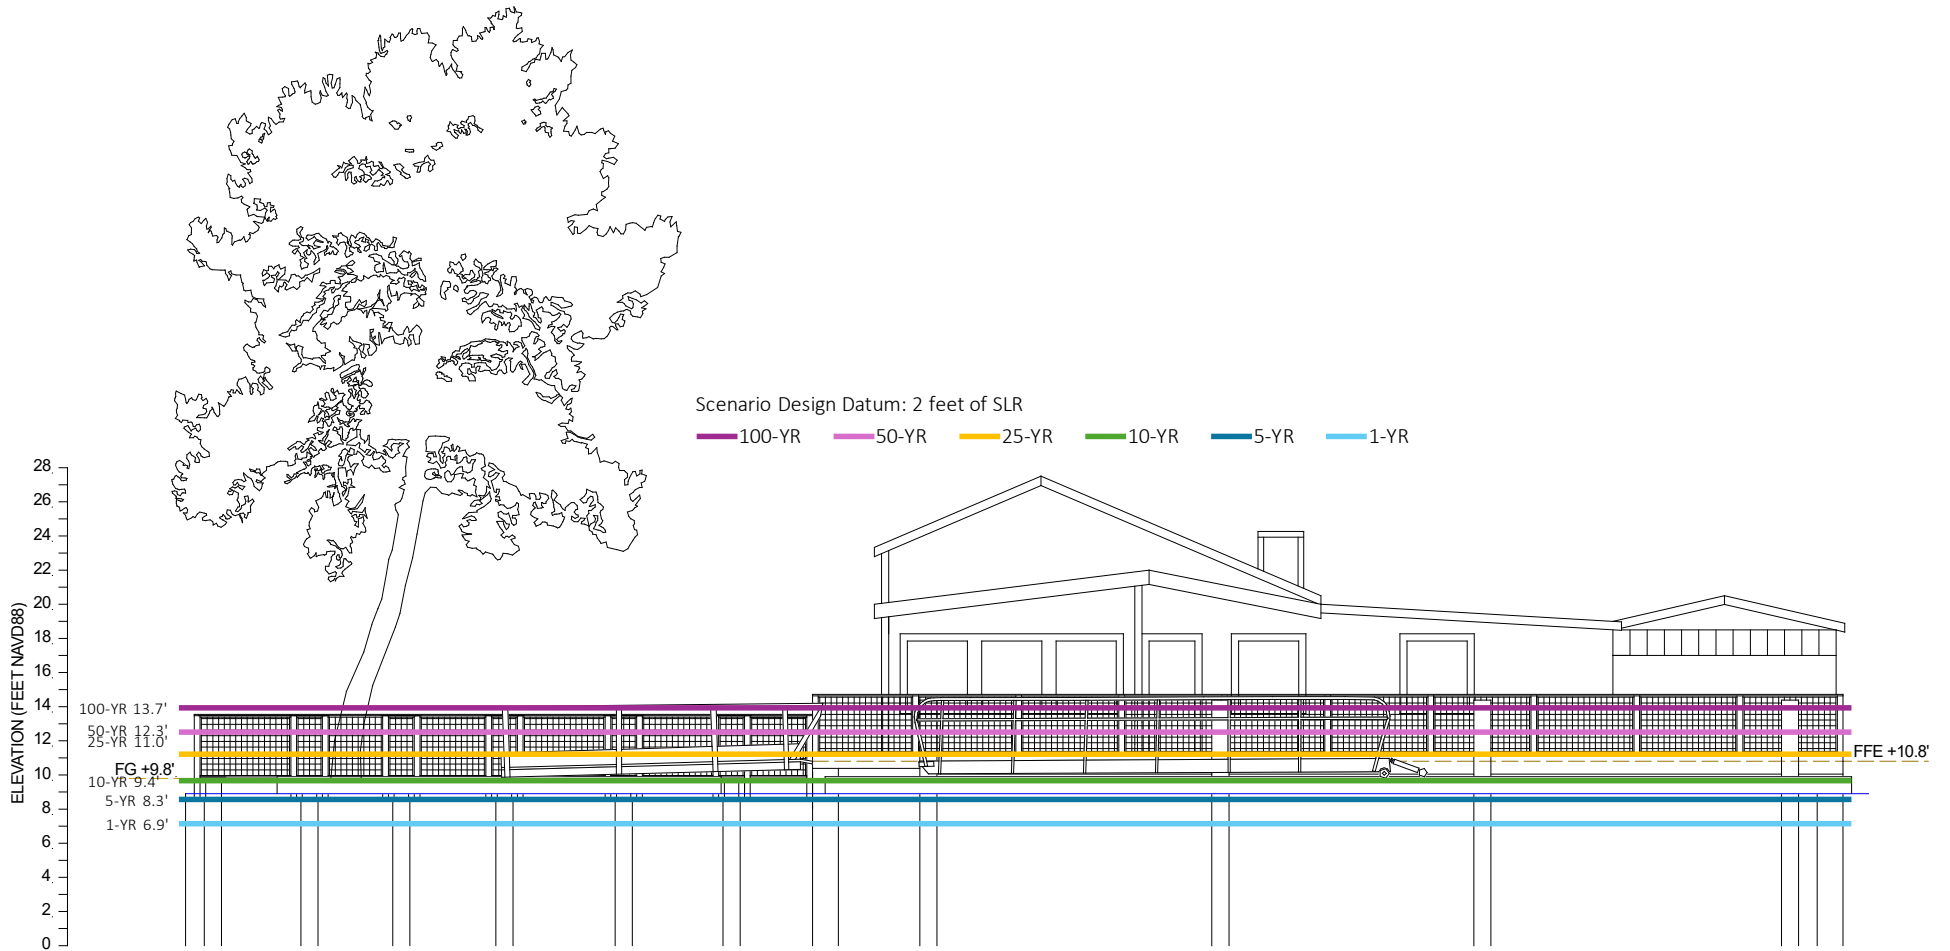 Scenario Design Datum: 2 feet of SLR
100-YR 50-YR 25-YR 10-YR 5-YR 1-YR
ELEVATION (FEET NAVD88)
28
26
24
22
20
18
16
14
12
10
8
6
4
2
0
100-YR 13.7'
50-YR 12.3'
25-YR 11.0'
FG +9.8'
10-YR 9.4'
5-YR 8.3'
1-YR 6.9'
FFE +10.8'